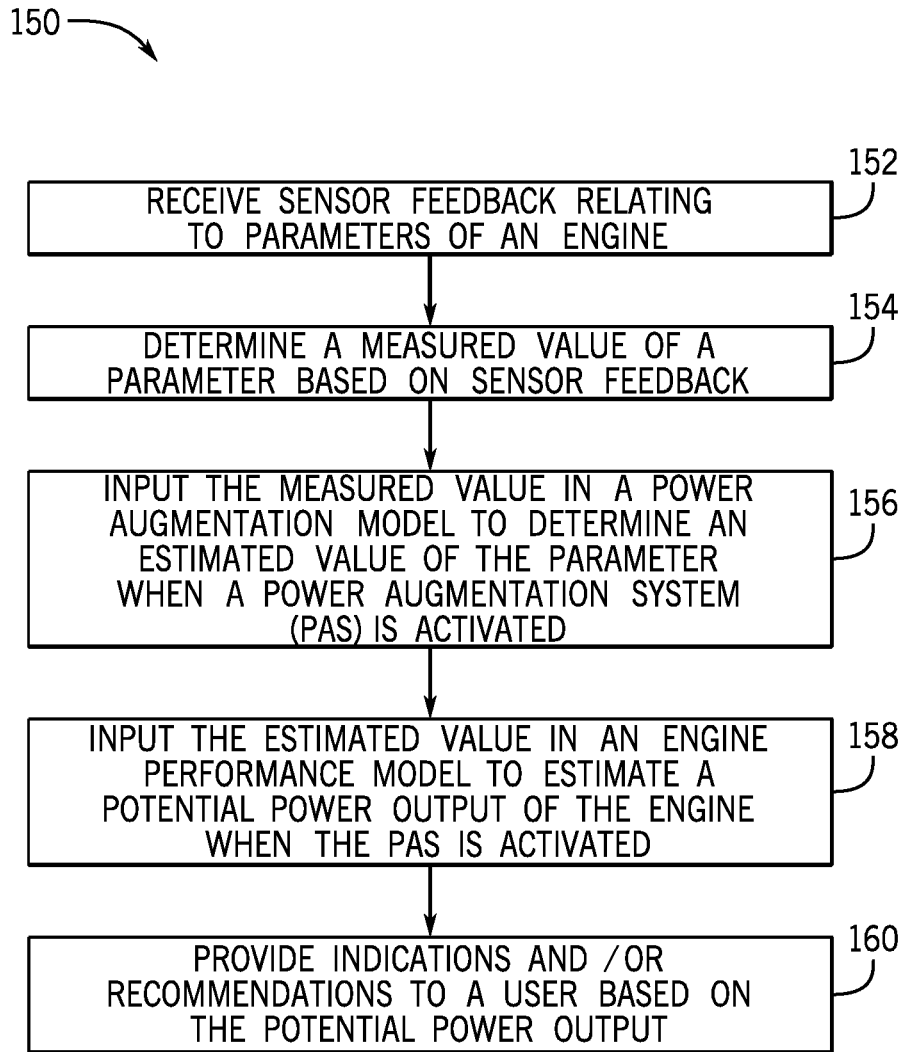 150
152
RECEIVE SENSOR FEEDBACK RELATING
TO PARAMETERS OF AN ENGINE
154
DETERMINE A MEASURED VALUE OF A
PARAMETER BASED ON SENSOR FEEDBACK
156
INPUT THE MEASURED VALUE IN A POWER
AUGMENTATION MODEL TO DETERMINE AN
ESTIMATED VALUE OF THE PARAMETER
WHEN A POWER AUGMENTATION SYSTEM
(PAS) IS ACTIVATED
158
INPUT THE ESTIMATED VALUE IN AN ENGINE
PERFORMANCE MODEL TO ESTIMATE A
POTENTIAL POWER OUTPUT OF THE ENGINE
WHEN THE PAS IS ACTIVATED
160
PROVIDE INDICATIONS AND /OR
RECOMMENDATIONS TO A USER BASED ON
THE POTENTIAL POWER OUTPUT